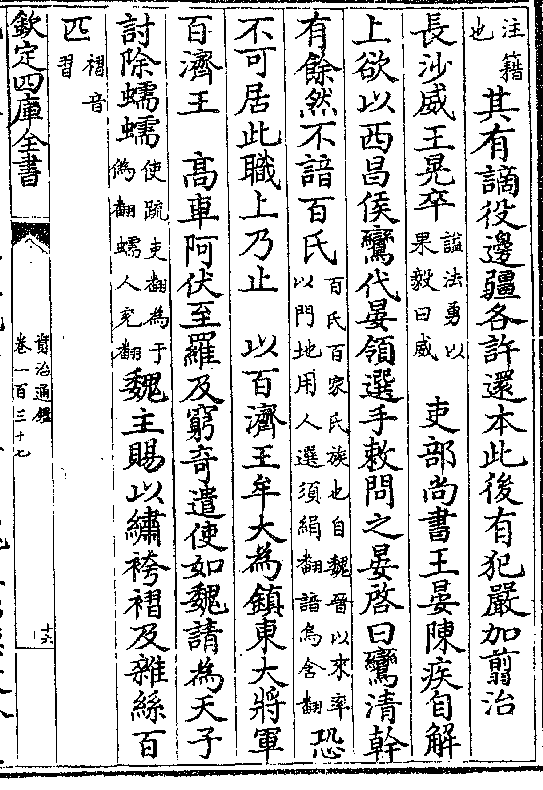 注籍
也
其有謫役邊疆各許還本此後有犯嚴加翦治
長沙威王晃卒
謚法勇以
果毅曰威
吏部尚書王晏陳疾自解
上欲以西昌侯鸞代晏領選手敕問之晏啓曰鸞清幹
有餘然不諳百氏
百氏百家氏族也自魏晉以來率
以門地用人選須絹翻諳烏含翻
恐
不可居此職上乃止　以百濟王牟大為鎮東大將軍
百濟王　高車阿伏至羅及窮奇遣使如魏請為天子
討除蠕蠕
使疏吏翻為于
偽翻蠕人兗翻
魏主賜以繡袴褶及雜絲百
匹
褶音
習
欽定四庫全書
資治通鑑
卷一百三十七
十六